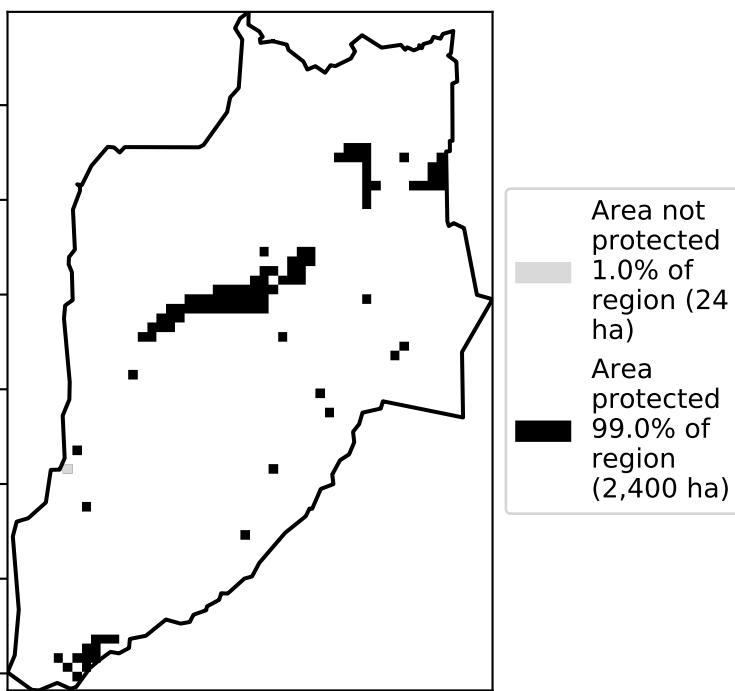 Area not
protected
1.0% of
region (24
ha)
Area
protected
99.0% of
region
(2,400 ha)